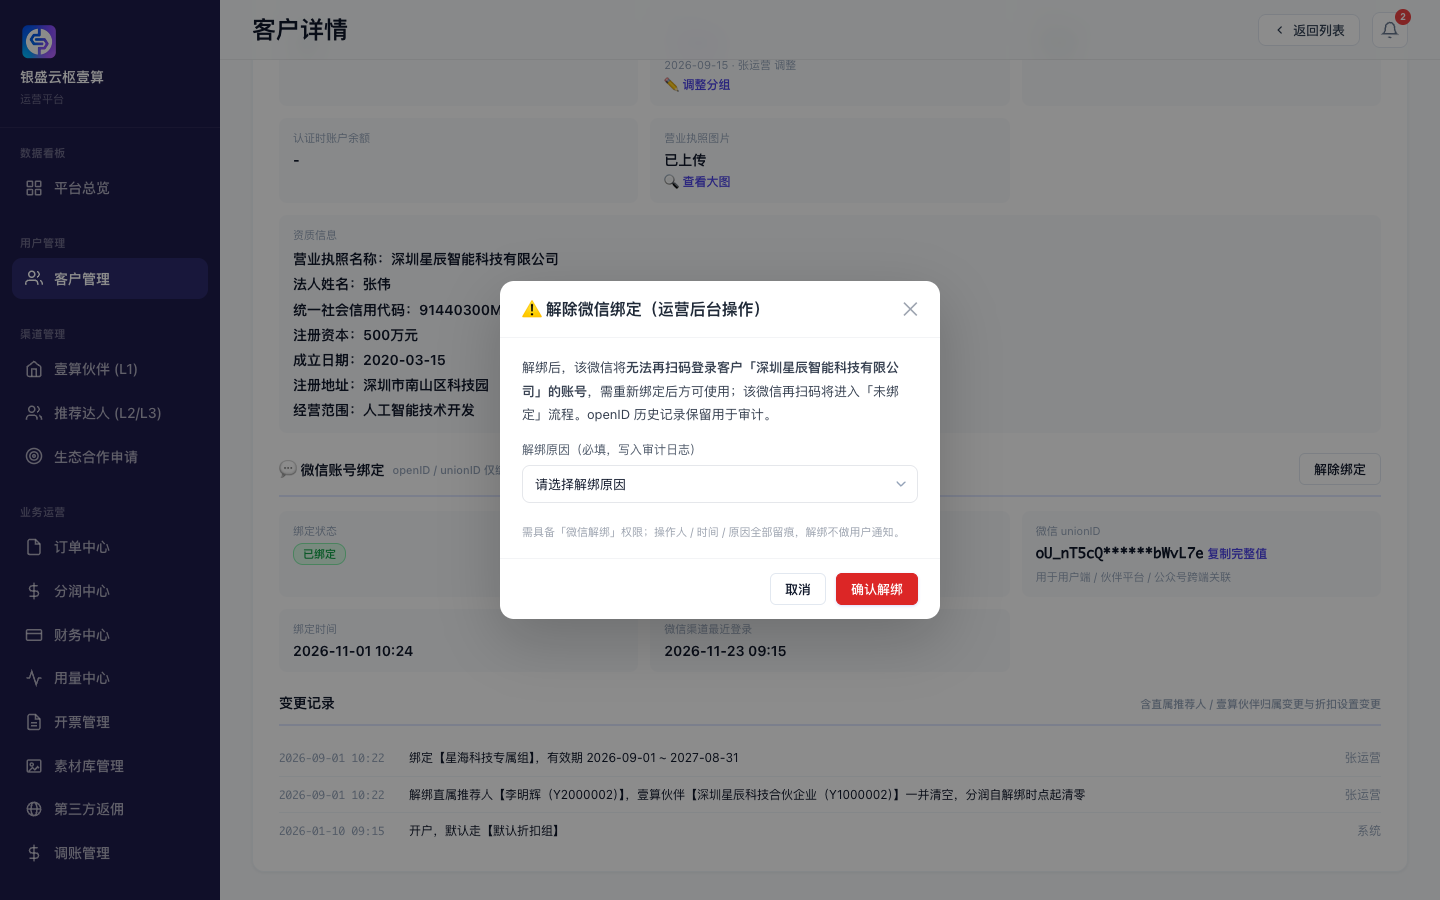 银盛云枢壹算
运营平台
数据看板
平台总览
用户管理
客户管理
渠道管理
壹算伙伴 (L1)
推荐达人 (L2/L3)
生态合作申请
业务运营
订单中心
分润中心
财务中心
用量中心
开票管理
素材库管理
第三方返佣
调账管理
客户详情
返回列表
2
2026-09-15 · 张运营 调整
✏️ 调整分组
认证时账户余额
-
营业执照图片
已上传
🔍 查看大图
资质信息
营业执照名称：深圳星辰智能科技有限公司
法人姓名：张伟
统一社会信用代码：91440300M
注册资本：500万元
成立日期：2020-03-15
注册地址：深圳市南山区科技园
经营范围：人工智能技术开发
💬 微信账号绑定 openID / unionID 仅
解除绑定
绑定状态
已绑定
微信 unionID
oU_nT5cQ******bWvL7e 复制完整值
用于用户端 / 伙伴平台 / 公众号跨端关联
绑定时间
2026-11-01 10:24
微信渠道最近登录
2026-11-23 09:15
变更记录
含直属推荐人 / 壹算伙伴归属变更与折扣设置变更
2026-09-01 10:22 绑定【星海科技专属组】，有效期 2026-09-01 ~ 2027-08-31 张运营
2026-09-01 10:22 解绑直属推荐人【李明辉（Y2000002）】，壹算伙伴【深圳星辰科技合伙企业（Y1000002）】一并清空，分润自解绑时点起清零 张运营
2026-01-10 09:15 开户，默认走【默认折扣组】 系统
⚠️ 解除微信绑定（运营后台操作）
解绑后，该微信将无法再扫码登录客户「深圳星辰智能科技有限公
司」的账号，需重新绑定后方可使用；该微信再扫码将进入「未绑
定」流程。openID 历史记录保留用于审计。
解绑原因（必填，写入审计日志）
请选择解绑原因
需具备「微信解绑」权限；操作人 / 时间 / 原因全部留痕，解绑不做用户通知。
取消
确认解绑